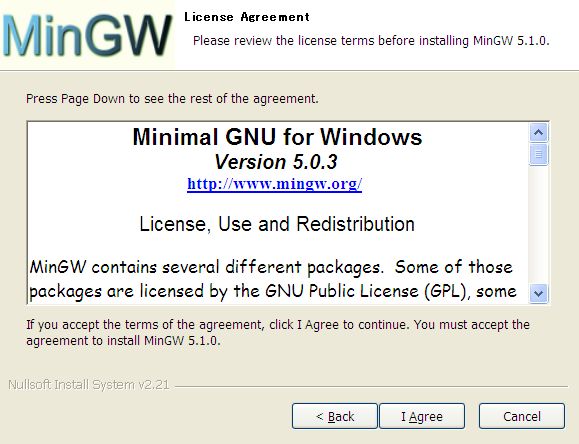 MinGW
License Agreement
Please review the license terms before installing MinGW 5.1.0.
Press Page Down to see the rest of the agreement.
Minimal GNU for Windows
Version 5.0.3
http://www.mingw.org/
License, Use and Redistribution
MinGW contains several different packages.  Some of those
packages are licensed by the GNU Public License (GPL), some
If you accept the terms of the agreement, click I Agree to continue. You must accept the
agreement to install MinGW 5.1.0.
Nullsoft Install System v2.21
< Back
I Agree
Cancel